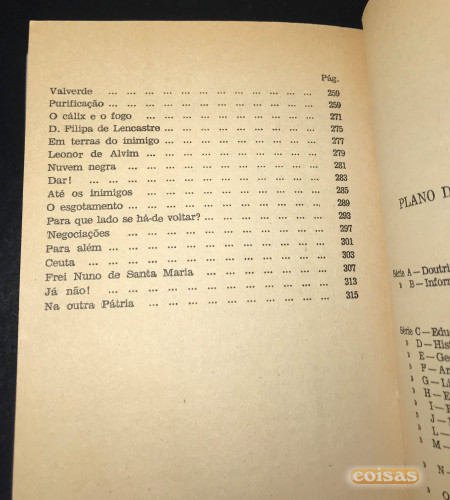 Pág.
Valverde ... ... ... ... ... ... ... ... ... ... ... 259
Purificação ... ... ... ... ... ... ... ... ... ... 259
O cálix e o fogo ... ... ... ... ... ... ... ... 271
D. Filipa de Lencastre ... ... ... ... ... ... ... 275
Em terras do inimigo ... ... ... ... ... ... ... 277
Leonor de Alvim ... ... ... ... ... ... ... ... 279
Nuvem negra ... ... ... ... ... ... ... ... ... 281
Dar! ... ... ... ... ... ... ... ... ... ... ... ... 283
Até os inimigos ... ... ... ... ... ... ... ... 285
O esgotamento ... ... ... ... ... ... ... ... ... 289
Para que lado se há-de voltar? ... ... ... ... ... 293
Negociações ... ... ... ... ... ... ... ... ... 297
Para além ... ... ... ... ... ... ... ... ... ... 301
Ceuta ... ... ... ... ... ... ... ... ... ... ... 303
Frei Nuno de Santa Maria ... ... ... ... ... ... 307
Já não! ... ... ... ... ... ... ... ... ... ... 313
Na outra Pátria ... ... ... ... ... ... ... ... 315
PLANO D
Série A — Doutri
» B — Inform
Série C — Edu
» D — Hist
» E — Geo
» F — Ar
» G — Li
» H — E
» I — F
» J — 
» L — 
» M — 
» N — 
» O
coisas